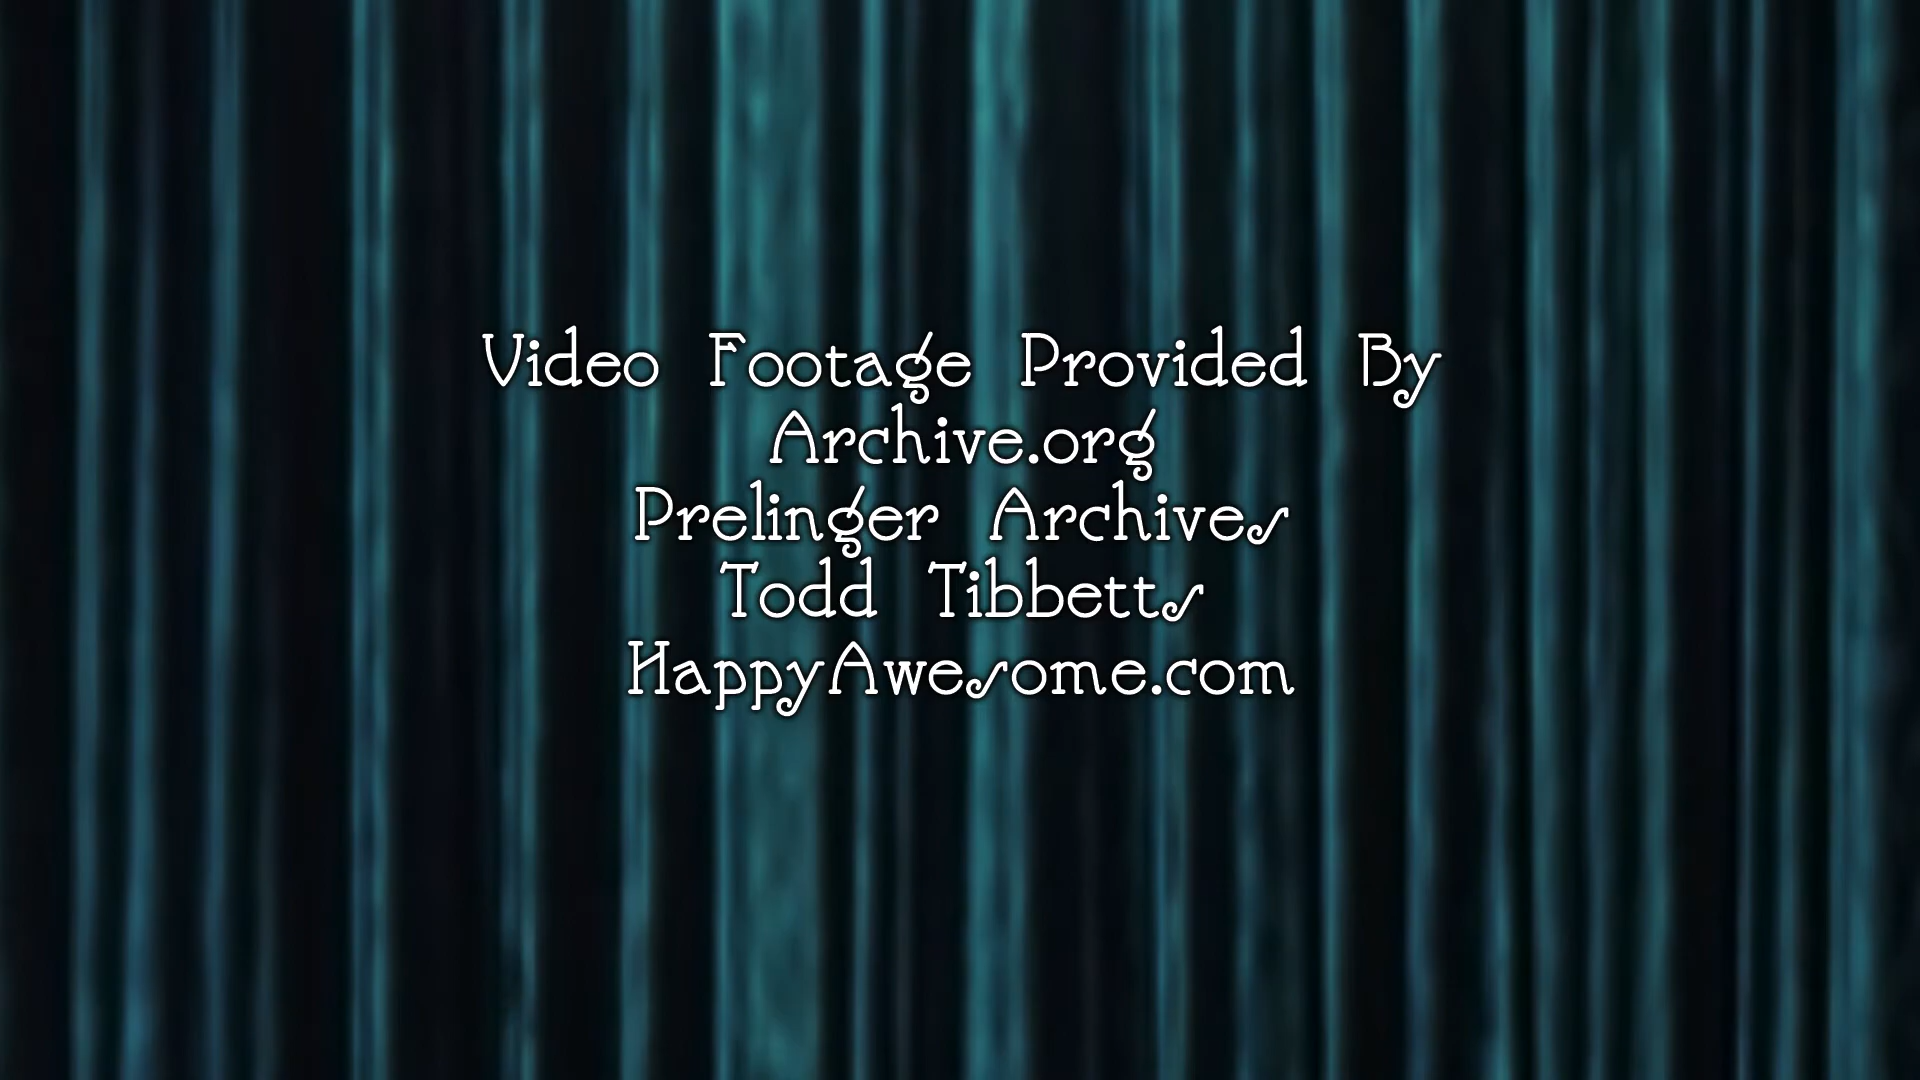 Video Footage Provided By
Archive.org
Prelinger Archives
Todd Tibbetts
HappyAwesome.com